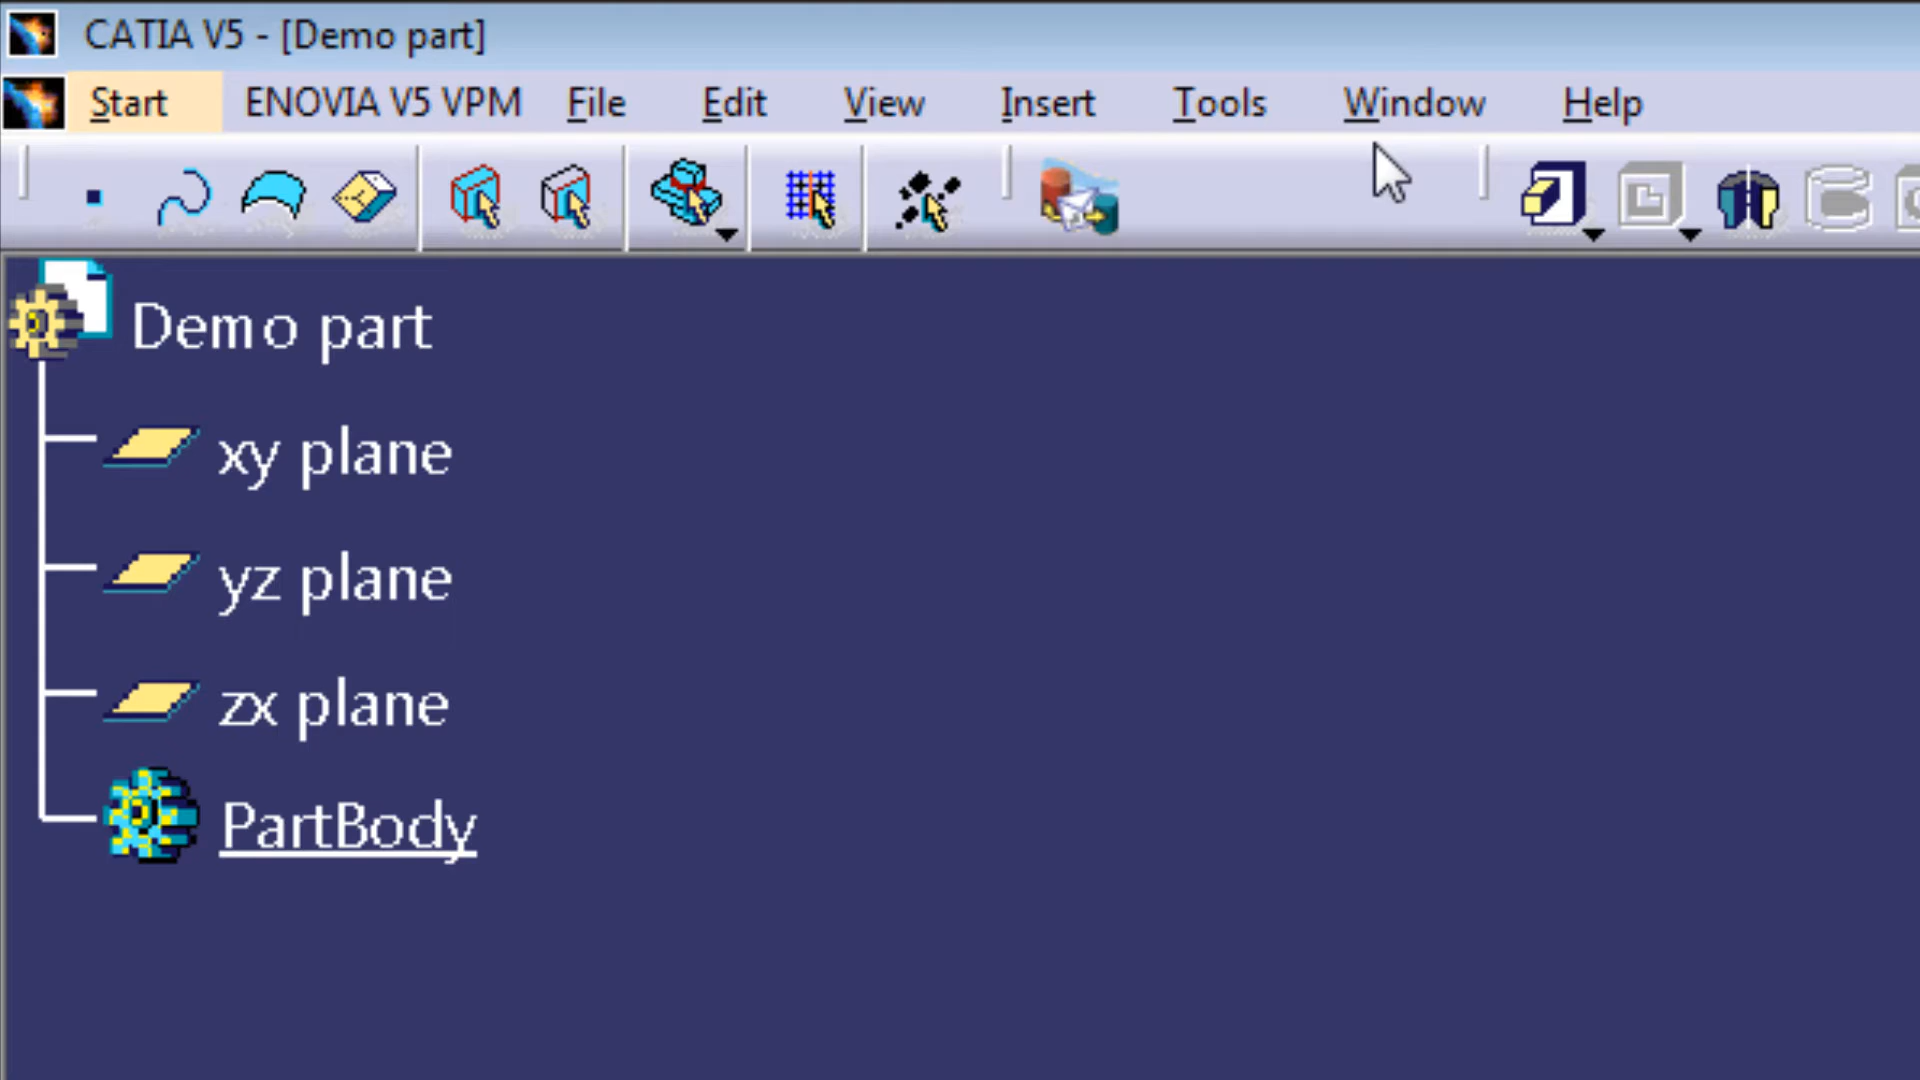 CATIA V5 - [Demo part]
Start ENOVIA V5 VPM File Edit View Insert Tools Window Help
Demo part
xy plane
yz plane
zx plane
PartBody